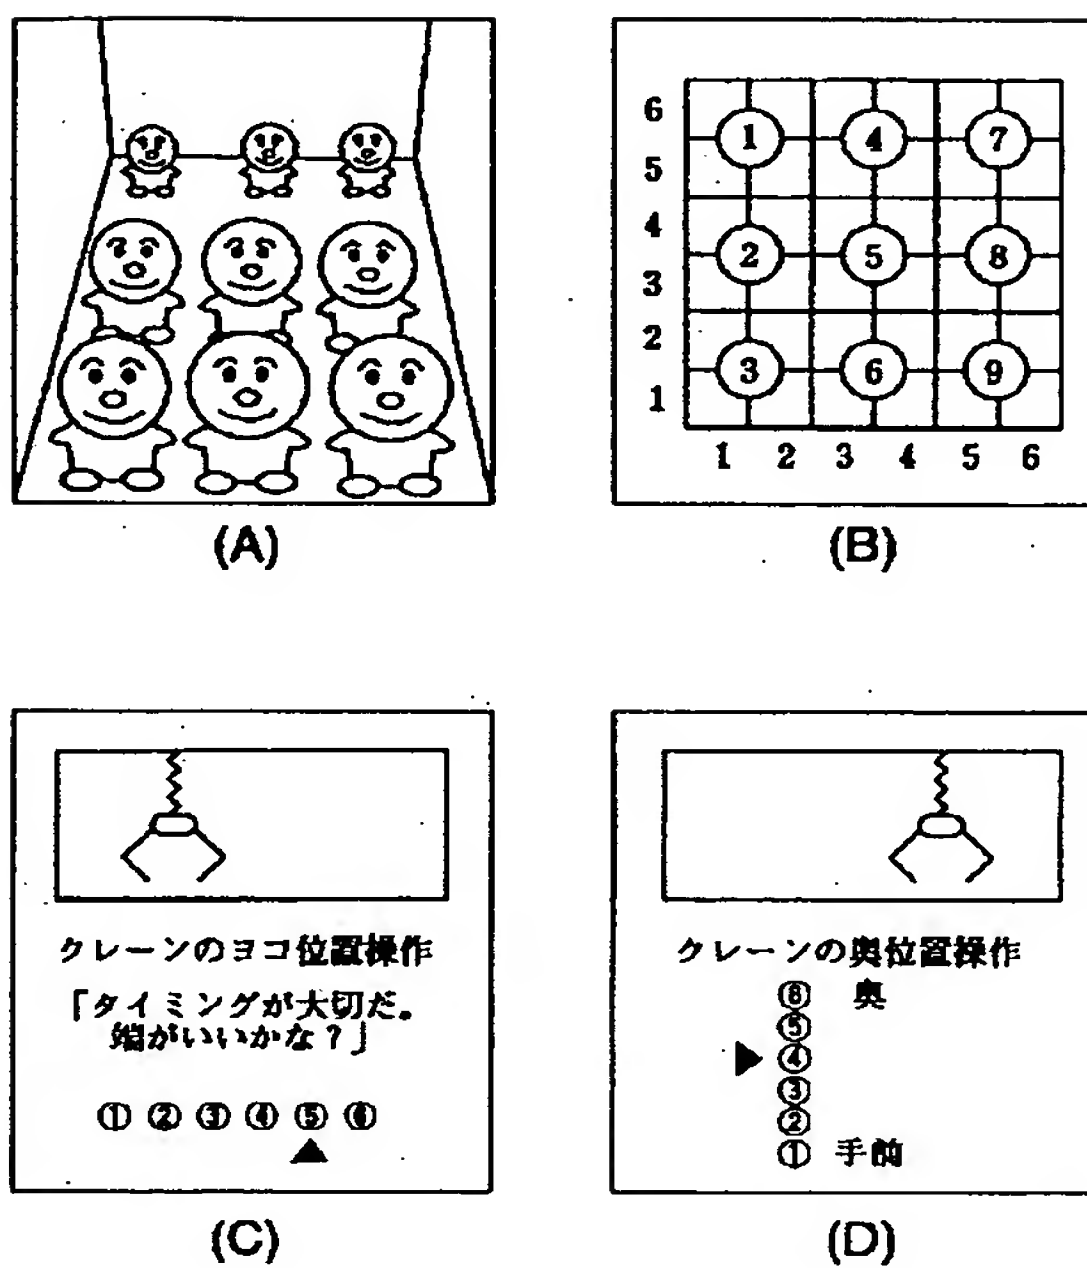 (A)
6
5
4
3
2
1
1 4 7
2 5 8
3 6 9
1 2 3 4 5 6
(B)
クレーンのヨコ位置操作
「タイミングが大切だ。
端がいいかな?」
① ② ③ ④ ⑤ ⑥
(C)
クレーンの奥位置操作
⑥ 奥
⑤
④
③
②
① 手前
(D)